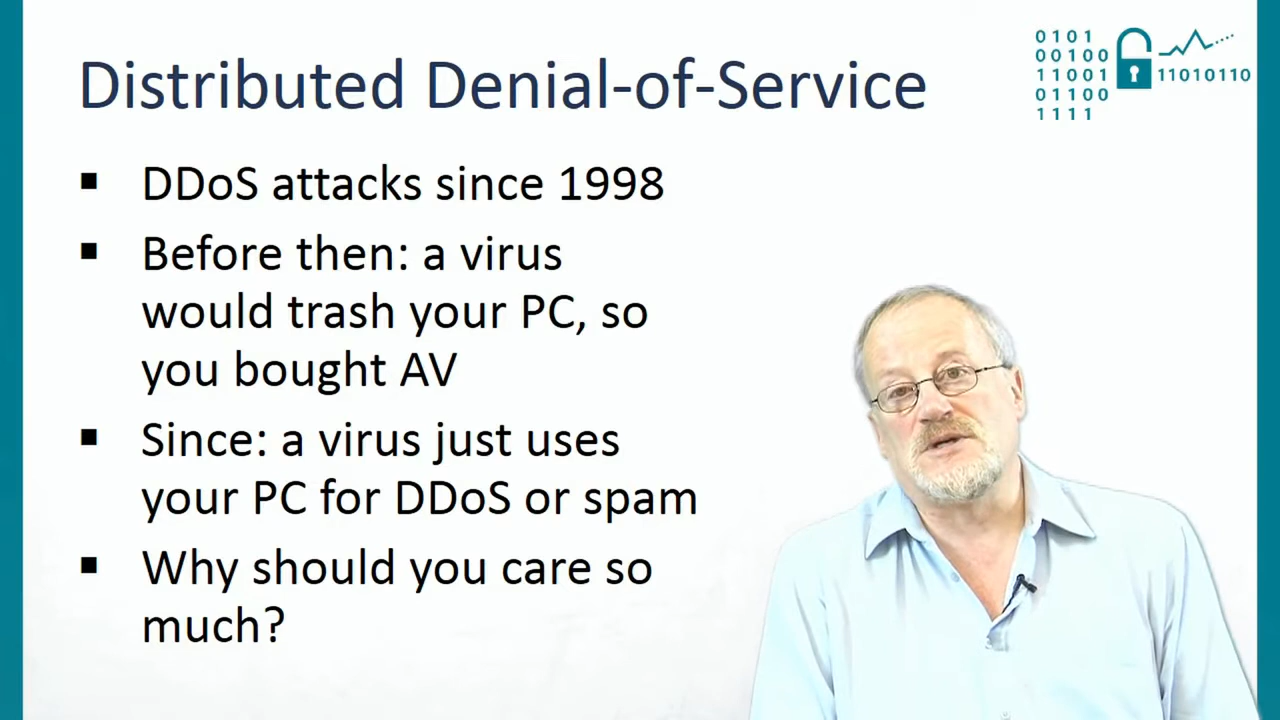 Distributed Denial-of-Service
0101
00100
11001
01100
1111
11010110
▪ DDoS attacks since 1998
▪ Before then: a virus
would trash your PC, so
you bought AV
▪ Since: a virus just uses
your PC for DDoS or spam
▪ Why should you care so
much?